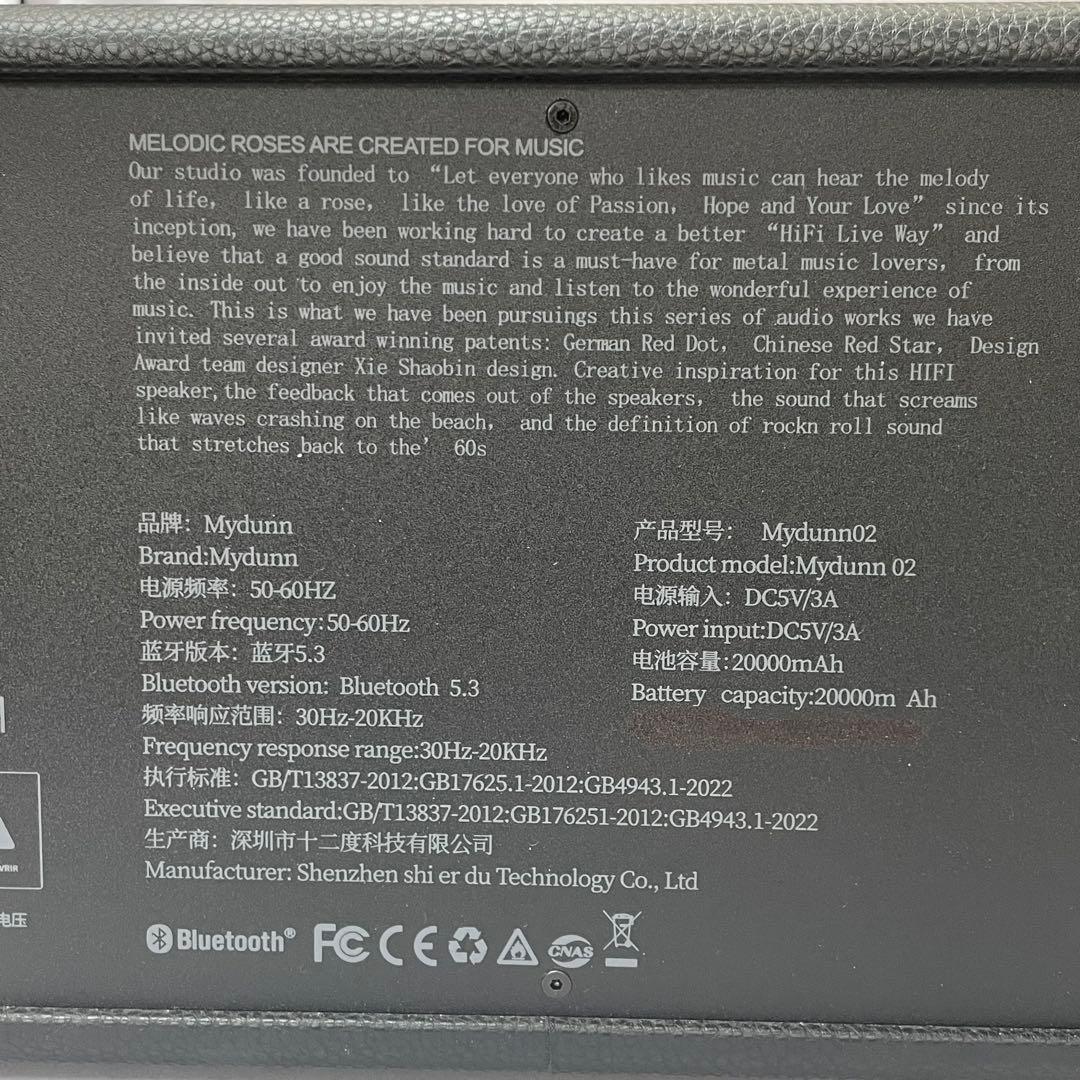 MELODIC ROSES ARE CREATED FOR MUSIC
Our studio was founded to “Let everyone who likes music can hear the melody
of life, like a rose, like the love of Passion, Hope and Your Love” since its
inception, we have been working hard to create a better “HiFi Live Way” and
believe that a good sound standard is a must-have for metal music lovers, from
the inside out to enjoy the music and listen to the wonderful experience of
music. This is what we have been pursuings this series of audio works we have
invited several award winning patents: German Red Dot, Chinese Red Star, Design
Award team designer Xie Shaobin design. Creative inspiration for this HIFI
speaker, the feedback that comes out of the speakers, the sound that screams
like waves crashing on the beach, and the definition of rockn roll sound
that stretches back to the’ 60s
品牌：Mydunn
Brand:Mydunn
电源频率：50-60HZ
Power frequency:50-60Hz
蓝牙版本：蓝牙5.3
Bluetooth version: Bluetooth 5.3
频率响应范围：30Hz-20KHz
Frequency response range:30Hz-20KHz
执行标准：GB/T13837-2012:GB17625.1-2012:GB4943.1-2022
Executive standard:GB/T13837-2012:GB176251-2012:GB4943.1-2022
生产商：深圳市十二度科技有限公司
Manufacturer: Shenzhen shi er du Technology Co., Ltd
产品型号： Mydunn02
Product model:Mydunn 02
电源输入：DC5V/3A
Power input:DC5V/3A
电池容量:20000mAh
Battery capacity:20000m Ah
VRIR
电压
Bluetooth®
FC CE
CNAS